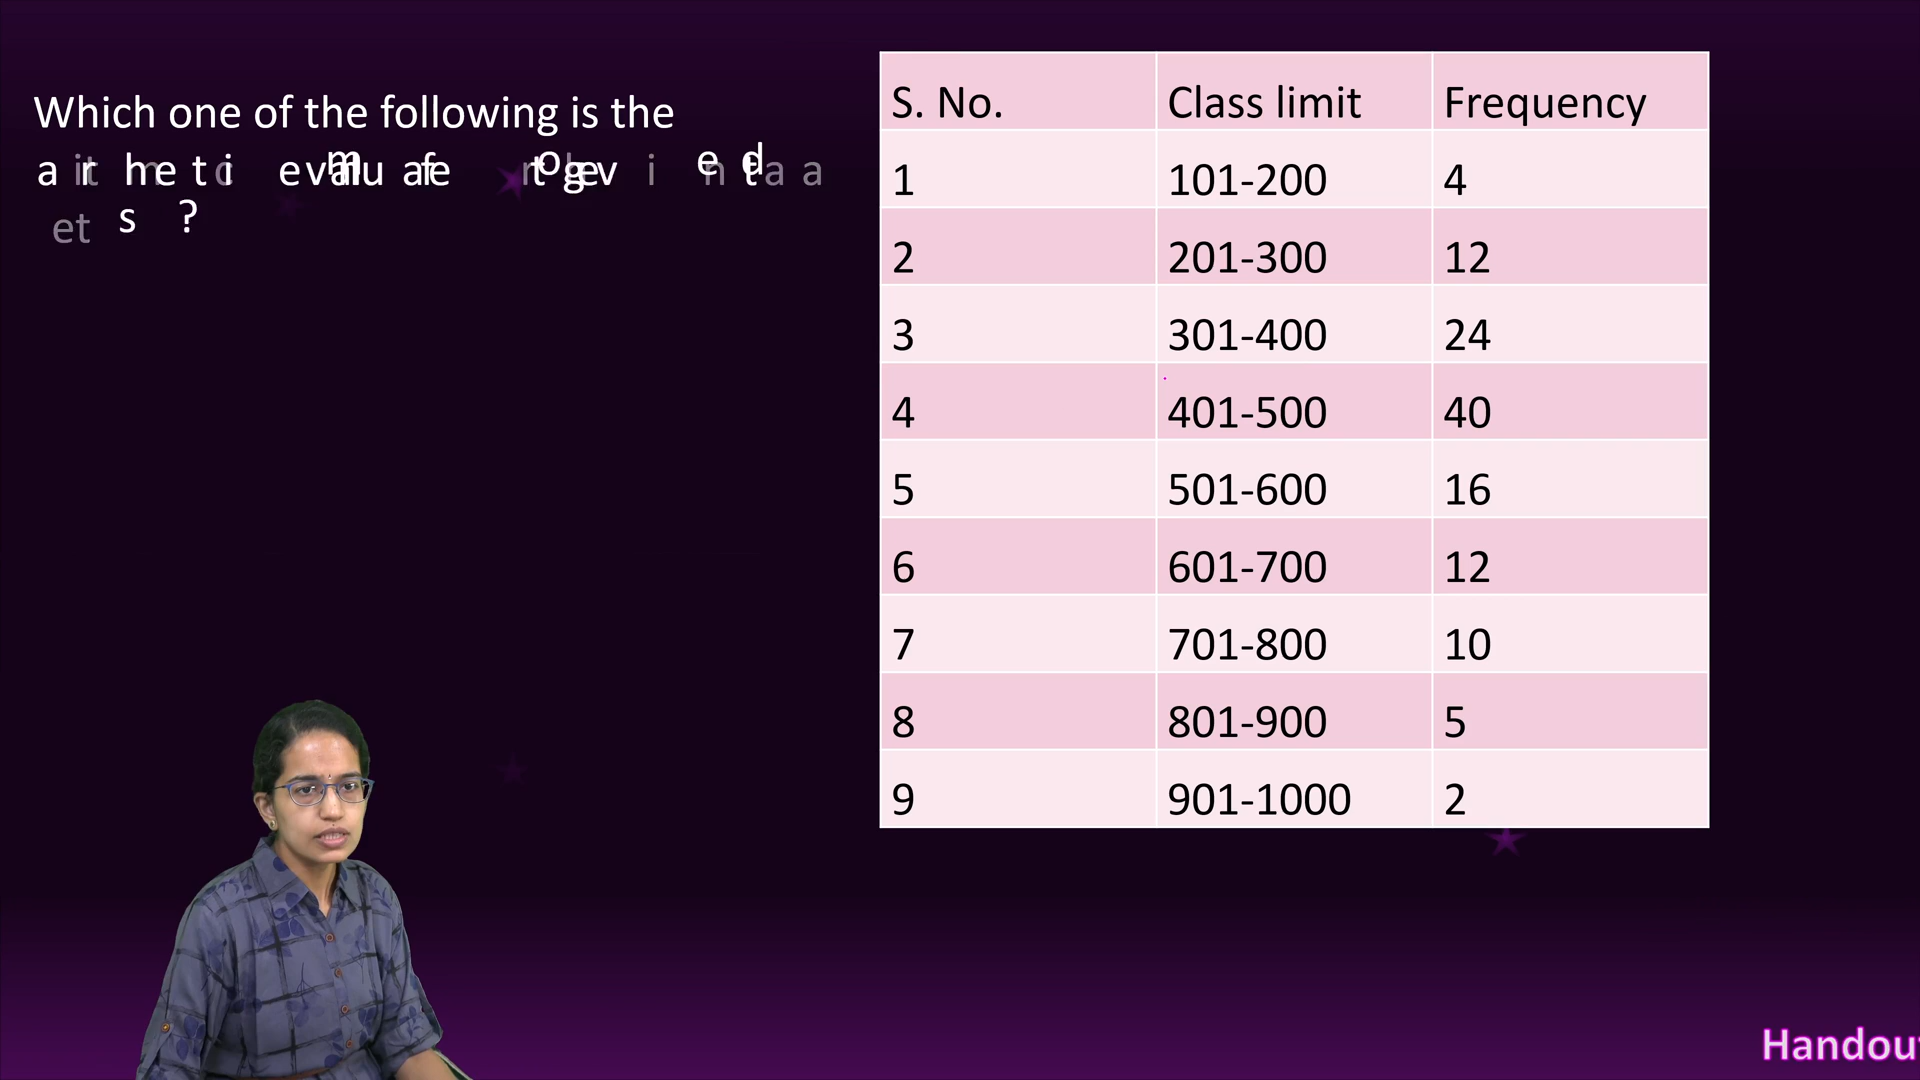 Which one of the following is the
S. No. Class limit Frequency
1 101-200 4
2 201-300 12
3 301-400 24
4 401-500 40
5 501-600 16
6 601-700 12
7 701-800 10
8 801-900 5
9 901-1000 2